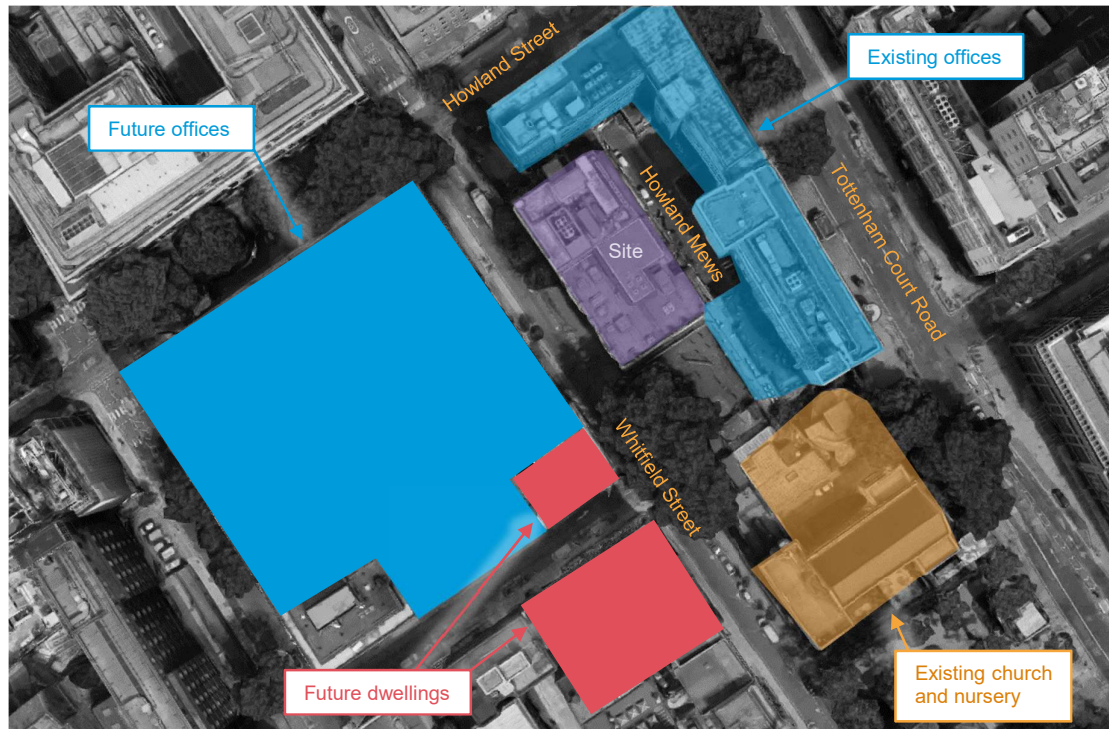 Howland Street
Existing offices
Future offices
Site
Howland Mews
Tottenham Court Road
Whitfield Street
Future dwellings
Existing church
and nursery